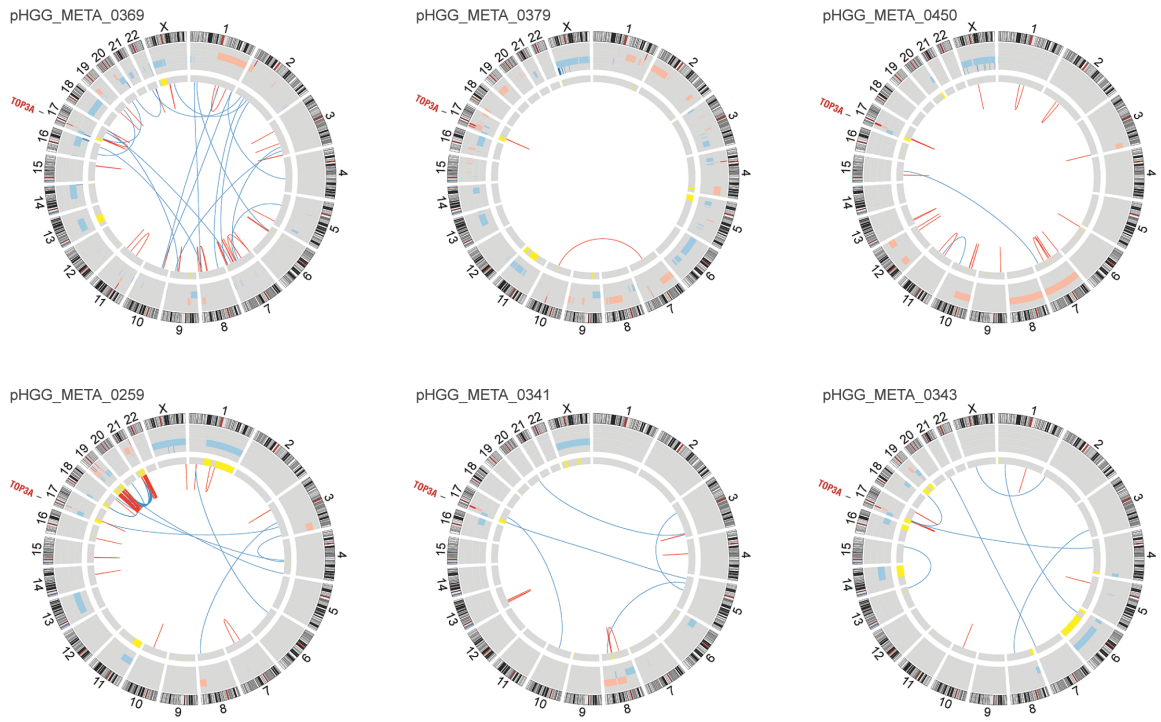 pHGG_META_0369
pHGG_META_0379
pHGG_META_0450
1 2 3 4 5 6 7 8 9 10 11 12 13 14 15 16 17 18 19 20 21 22 X
TOP3A
1 2 3 4 5 6 7 8 9 10 11 12 13 14 15 16 17 18 19 20 21 22 X
TOP3A
1 2 3 4 5 6 7 8 9 10 11 12 13 14 15 16 17 18 19 20 21 22 X
TOP3A
pHGG_META_0259
pHGG_META_0341
pHGG_META_0343
1 2 3 4 5 6 7 8 9 10 11 12 13 14 15 16 17 18 19 20 21 22 X
TOP3A
1 2 3 4 5 6 7 8 9 10 11 12 13 14 15 16 17 18 19 20 21 22 X
TOP3A
1 2 3 4 5 6 7 8 9 10 11 12 13 14 15 16 17 18 19 20 21 22 X
TOP3A